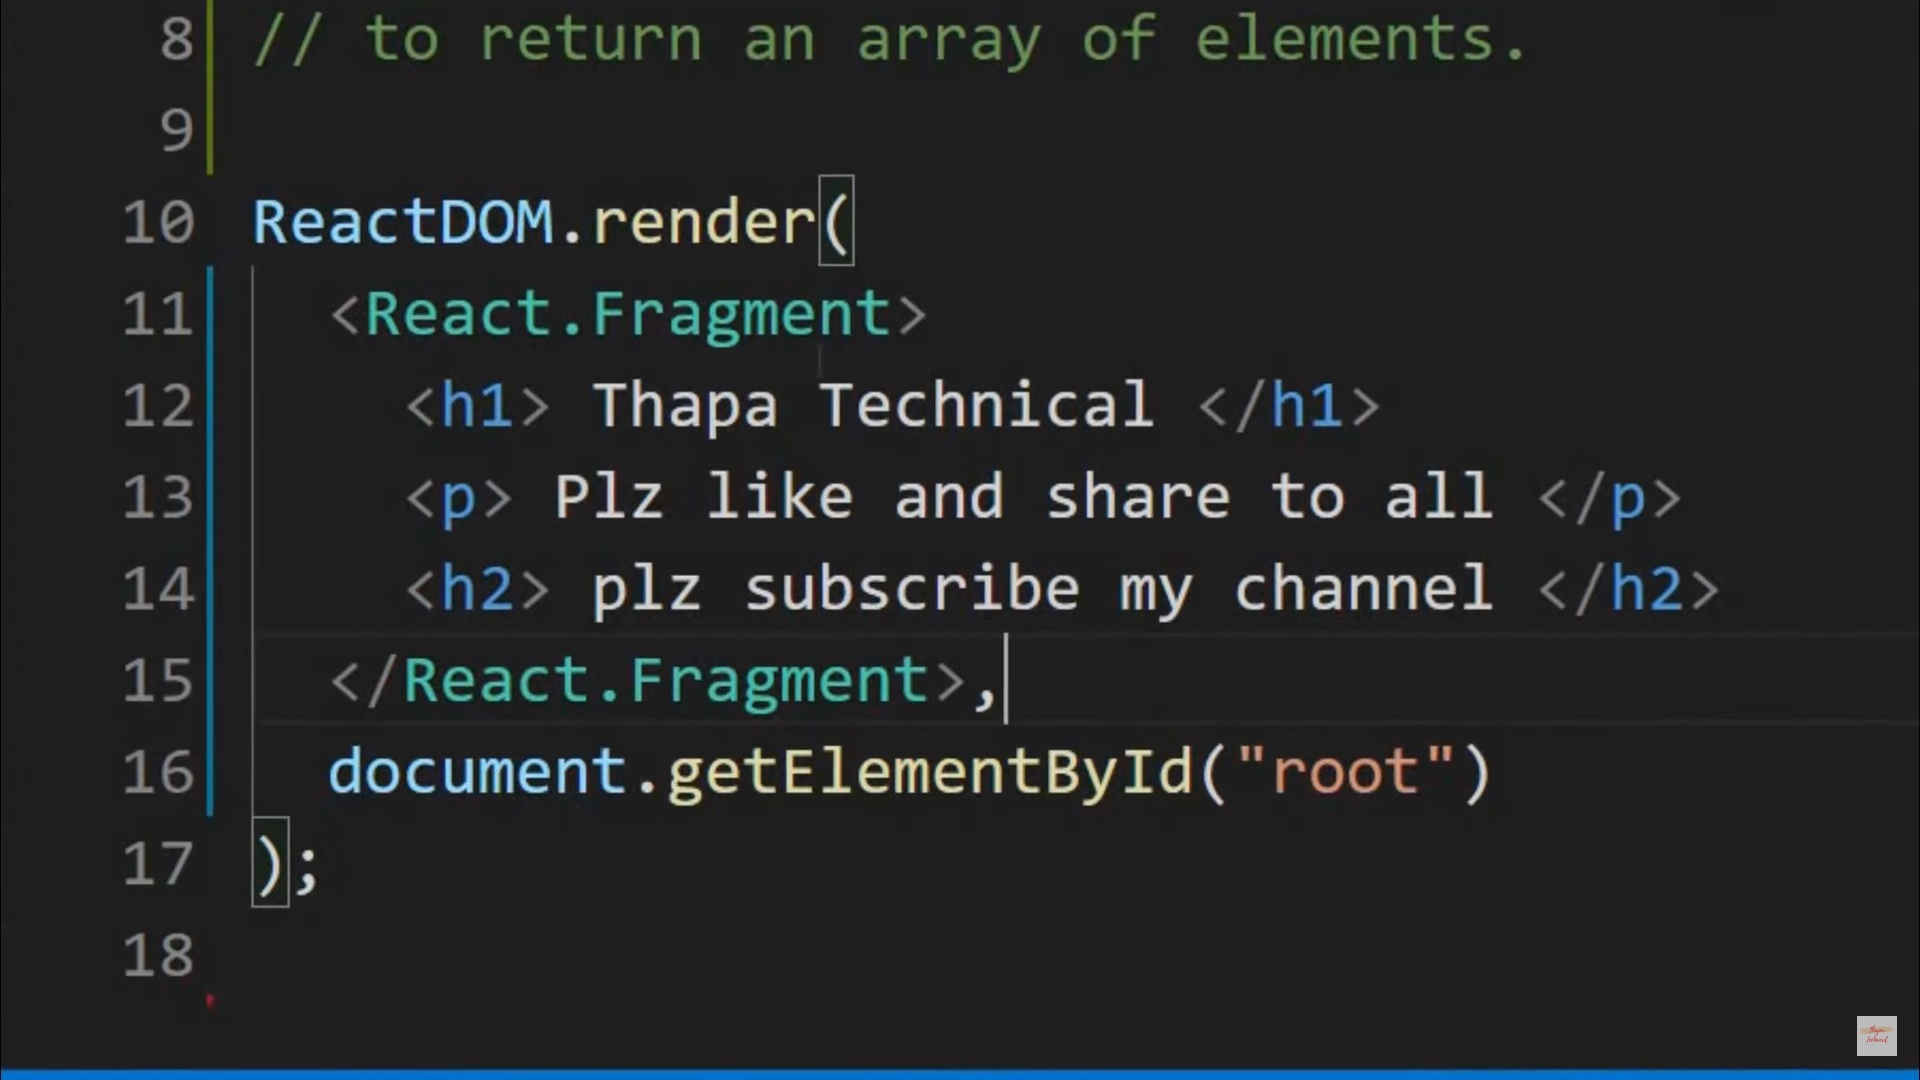 8 // to return an array of elements.
9
10 ReactDOM.render(
11 <React.Fragment>
12 <h1> Thapa Technical </h1>
13 <p> Plz like and share to all </p>
14 <h2> plz subscribe my channel </h2>
15 </React.Fragment>,
16 document.getElementById("root")
17 );
18